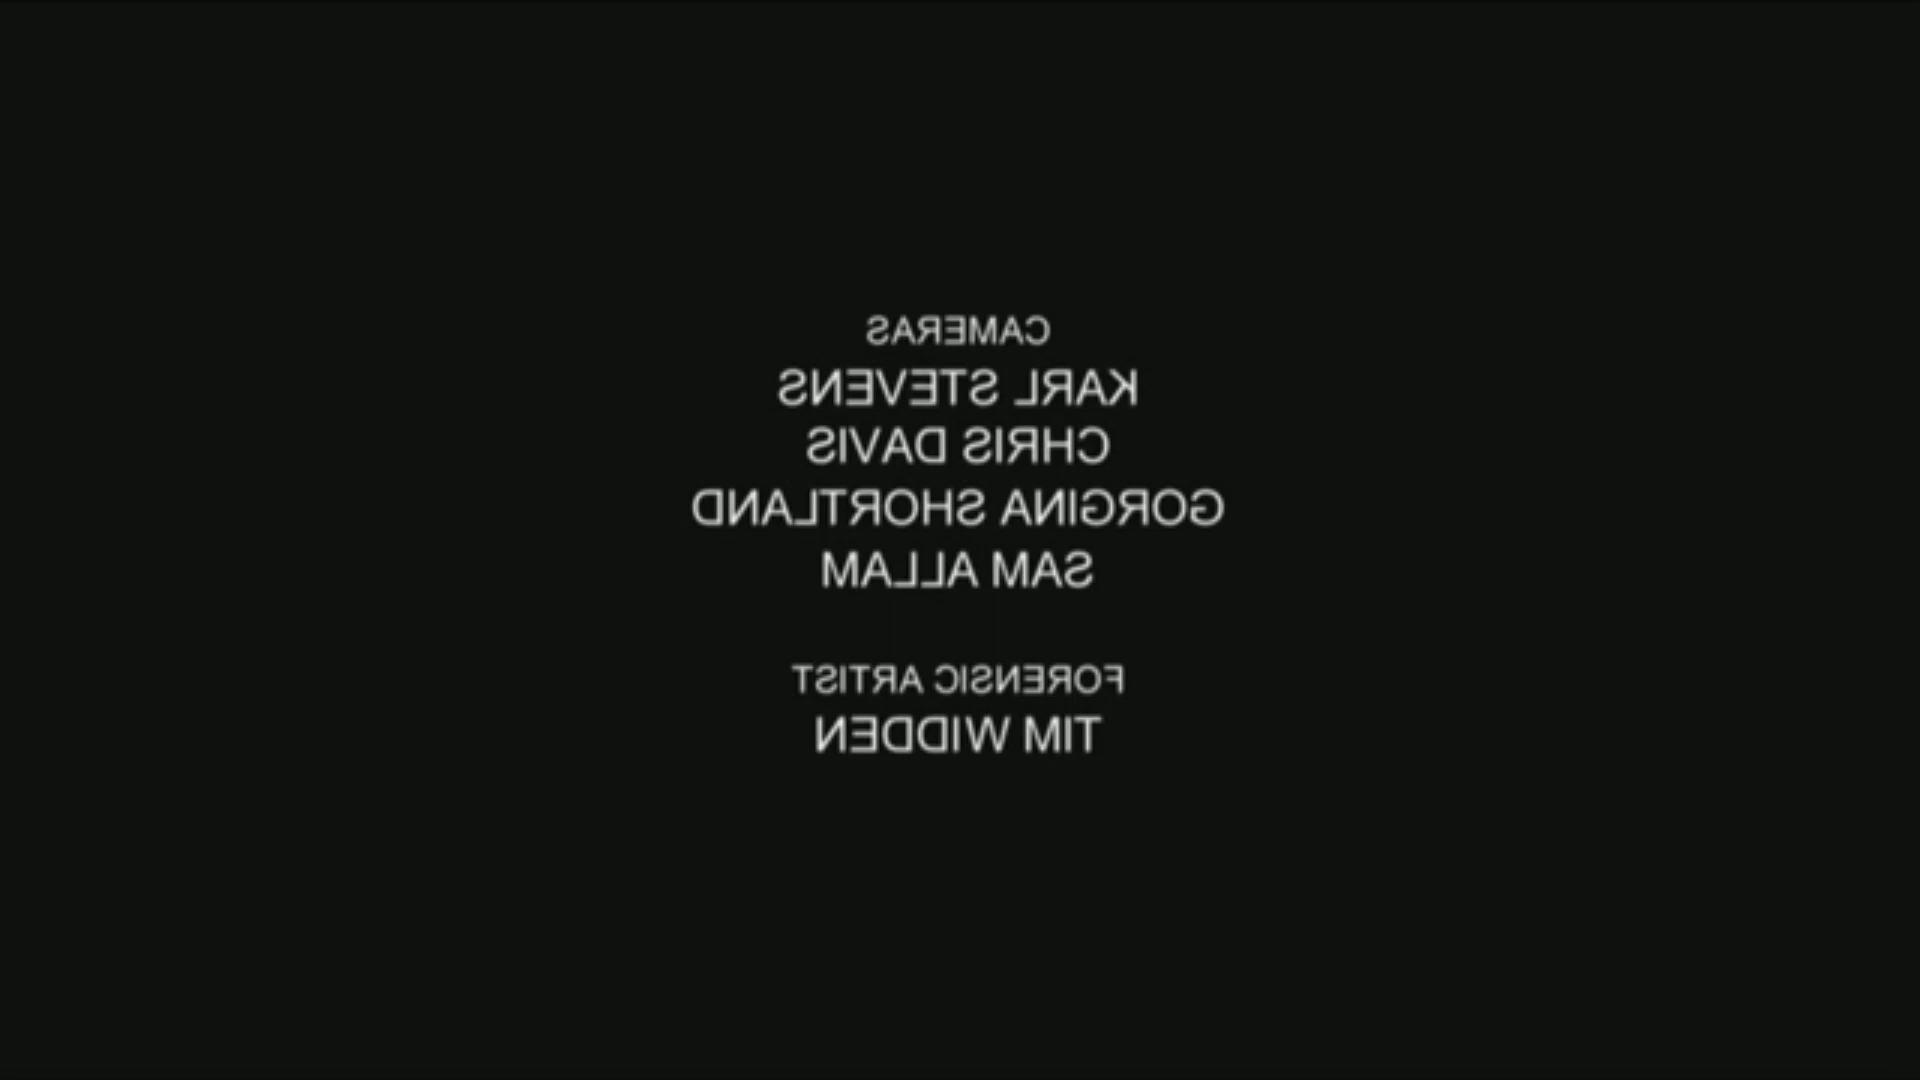 CAMERAS
KARL STEVENS
CHRIS DAVIS
GORGINA SHORTLAND
SAM ALLAM
FORENSIC ARTIST
TIM WIDDEN